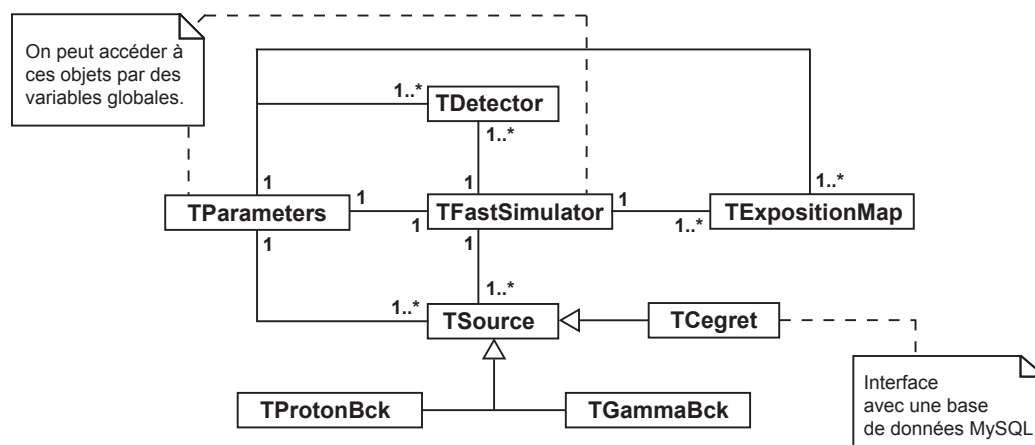 On peut accéder à
ces objets par des
variables globales.
1..*
TDetector
1..*
1
1
1..*
TParameters
1
1
TFastSimulator
1
1..*
TExpositionMap
1
1
1..*
1..*
TSource
TCegret
TProtonBck
TGammaBck
Interface
avec une base
de données MySQL